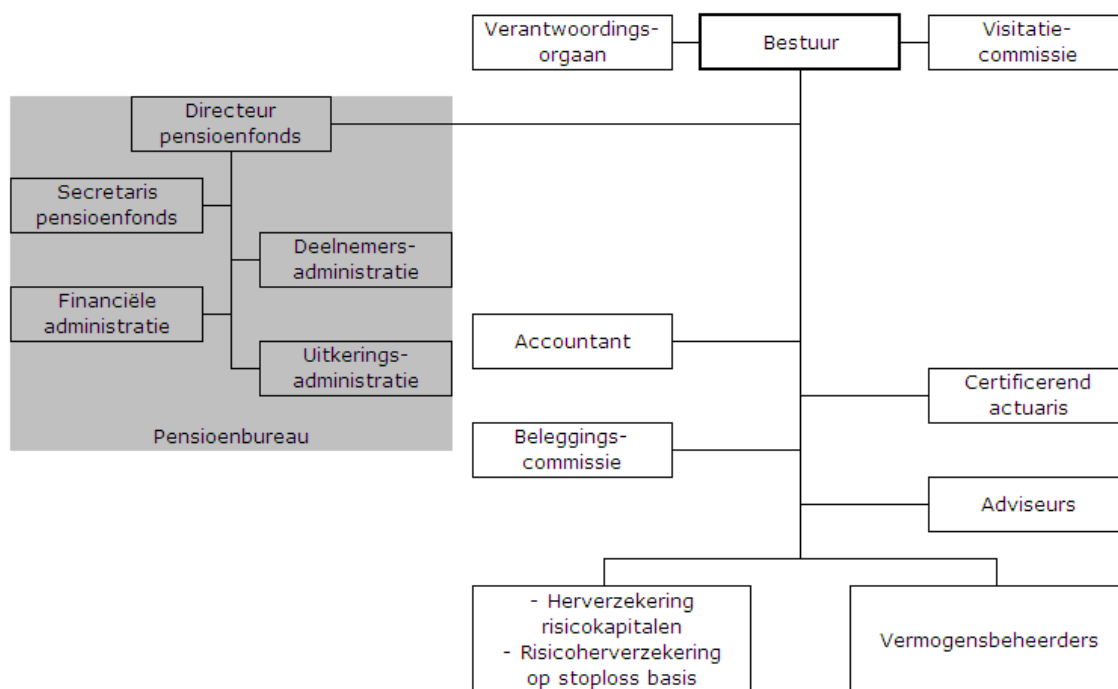 Verantwoordings-
orgaan
Bestuur
Visitatie-
commissie
Directeur
pensioenfonds
Secretaris
pensioenfonds
Deelnemers-
administratie
Financiële
administratie
Uitkerings-
administratie
Pensioenbureau
Accountant
Certificerend
actuaris
Beleggings-
commissie
Adviseurs
- Herverzekering
risicokapitalen
- Risicoherverzekering
op stoploss basis
Vermogensbeheerders